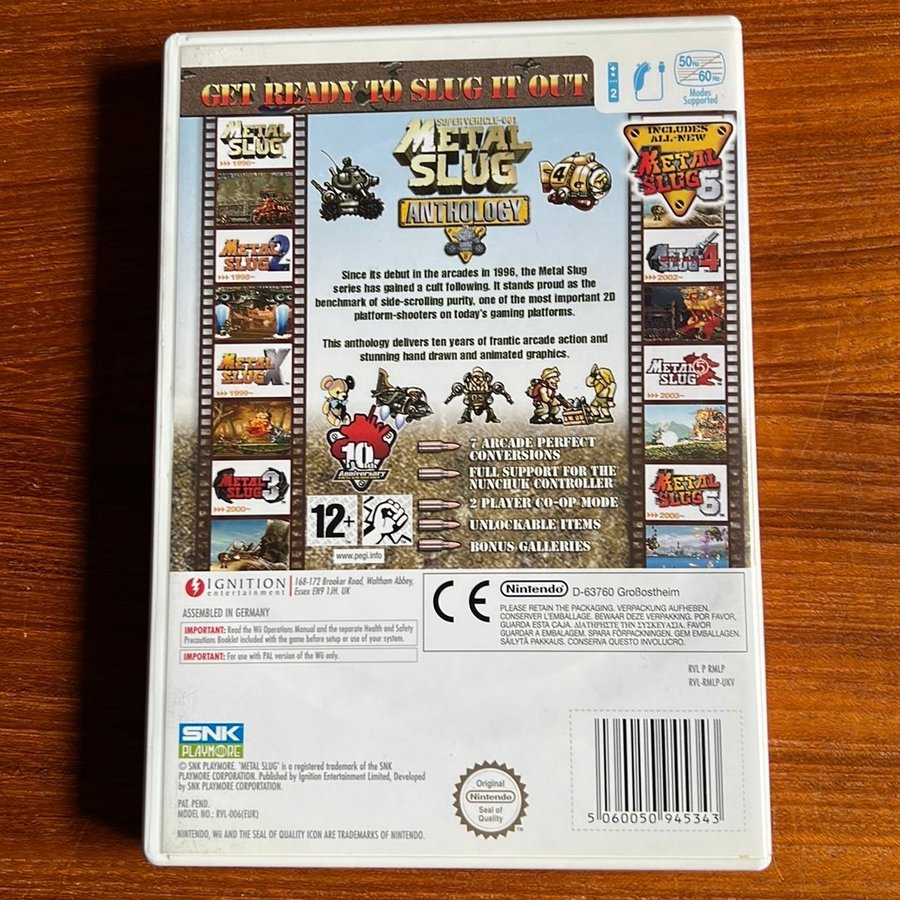 GET READY TO SLUG IT OUT
2
50Hz
60Hz
Modes
Supported
METAL
SLUG
1996~
METAL
SLUG 2
1998~
METAL
SLUG X
1999~
METAL
SLUG 3
2000~
SUPER VEHICLE-001
METAL
SLUG
ANTHOLOGY
4
INCLUDES
ALL-NEW
METAL
SLUG 6
METAL
SLUG 4
2002~
METAL
SLUG 5
2003~
METAL
SLUG 6
2006~
Since its debut in the arcades in 1996, the Metal Slug
series has gained a cult following. It stands proud as the
benchmark of side-scrolling purity, one of the most important 2D
platform-shooters on today's gaming platforms.
This anthology delivers ten years of frantic arcade action and
stunning hand drawn and animated graphics.
10th
Anniversary
7 ARCADE PERFECT
CONVERSIONS
FULL SUPPORT FOR THE
NUNCHUK CONTROLLER
2 PLAYER CO-OP MODE
UNLOCKABLE ITEMS
BONUS GALLERIES
12+
www.pegi.info
IGNITION
entertainment
168-172 Brooker Road, Waltham Abbey,
Essex EN9 1JH. UK
ASSEMBLED IN GERMANY
IMPORTANT: Read the Wii Operations Manual and the separate Health and Safety
Precautions Booklet included with the game before setup or use of your system.
IMPORTANT: For use with PAL version of the Wii only.
CE
Nintendo
D-63760 Großostheim
PLEASE RETAIN THE PACKAGING. VERPACKUNG AUFHEBEN.
CONSERVER L'EMBALLAGE. BEWAAR DEZE VERPAKKING. POR FAVOR,
GUARDA ESTA CAJA. ΔΙΑΤΗΡΗΣΤΕ ΤΗΝ ΣΥΣΚΕΥΑΣΙΑ. FAVOR
GUARDAR A EMBALAGEM. SPARA FÖRPACKNINGEN. GEM EMBALLAGEN.
SÄILYTÄ PAKKAUS. CONSERVA QUESTO INVOLUCRO.
RVL P RMLP
RVL-RMLP-UKV
SNK
PLAYMORE
© SNK PLAYMORE. 'METAL SLUG' is a registered trademark of the SNK
PLAYMORE CORPORATION. Published by Ignition Entertainment Limited, Developed
by SNK PLAYMORE CORPORTATION.
PAT. PEND.
MODEL NO.: RVL-006(EUR)
NINTENDO, Wii AND THE SEAL OF QUALITY ICON ARE TRADEMARKS OF NINTENDO.
Original
Nintendo
Seal of
Quality
TM
5 060050 945343